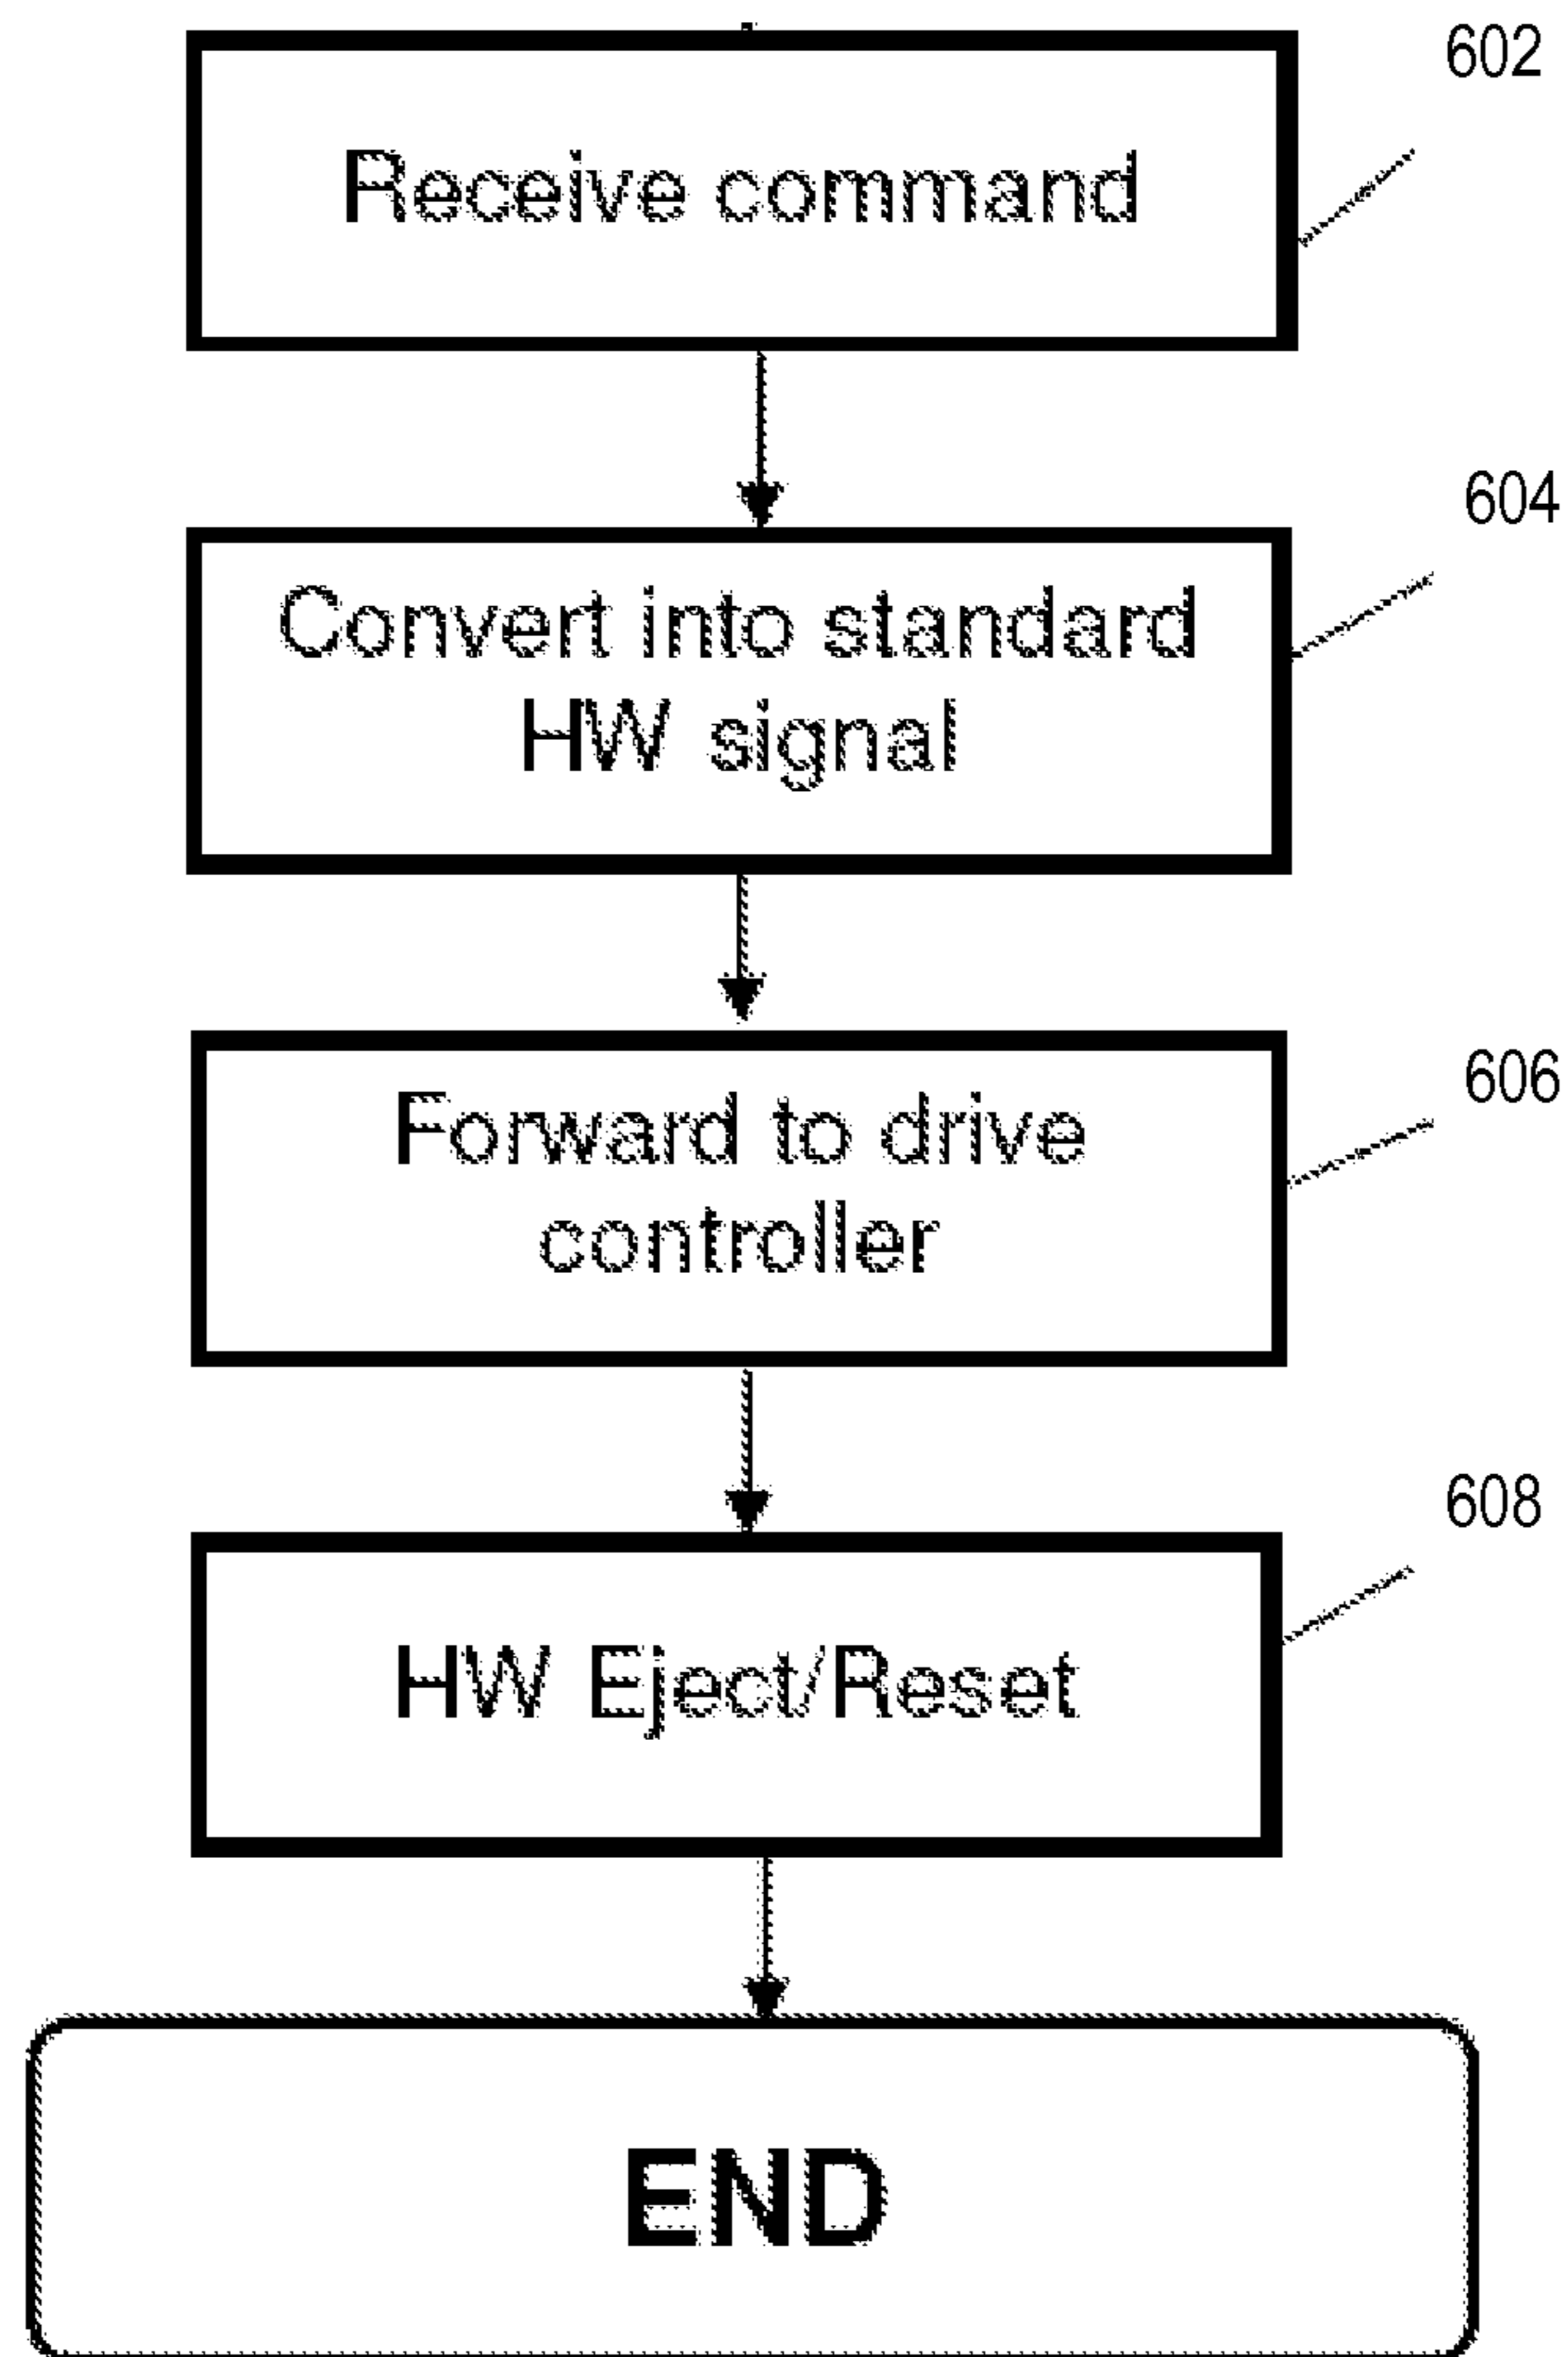 602
Receive command
604
Convert into standard
HW signal
606
Forward to drive
controller
608
HW Eject/Reset
END